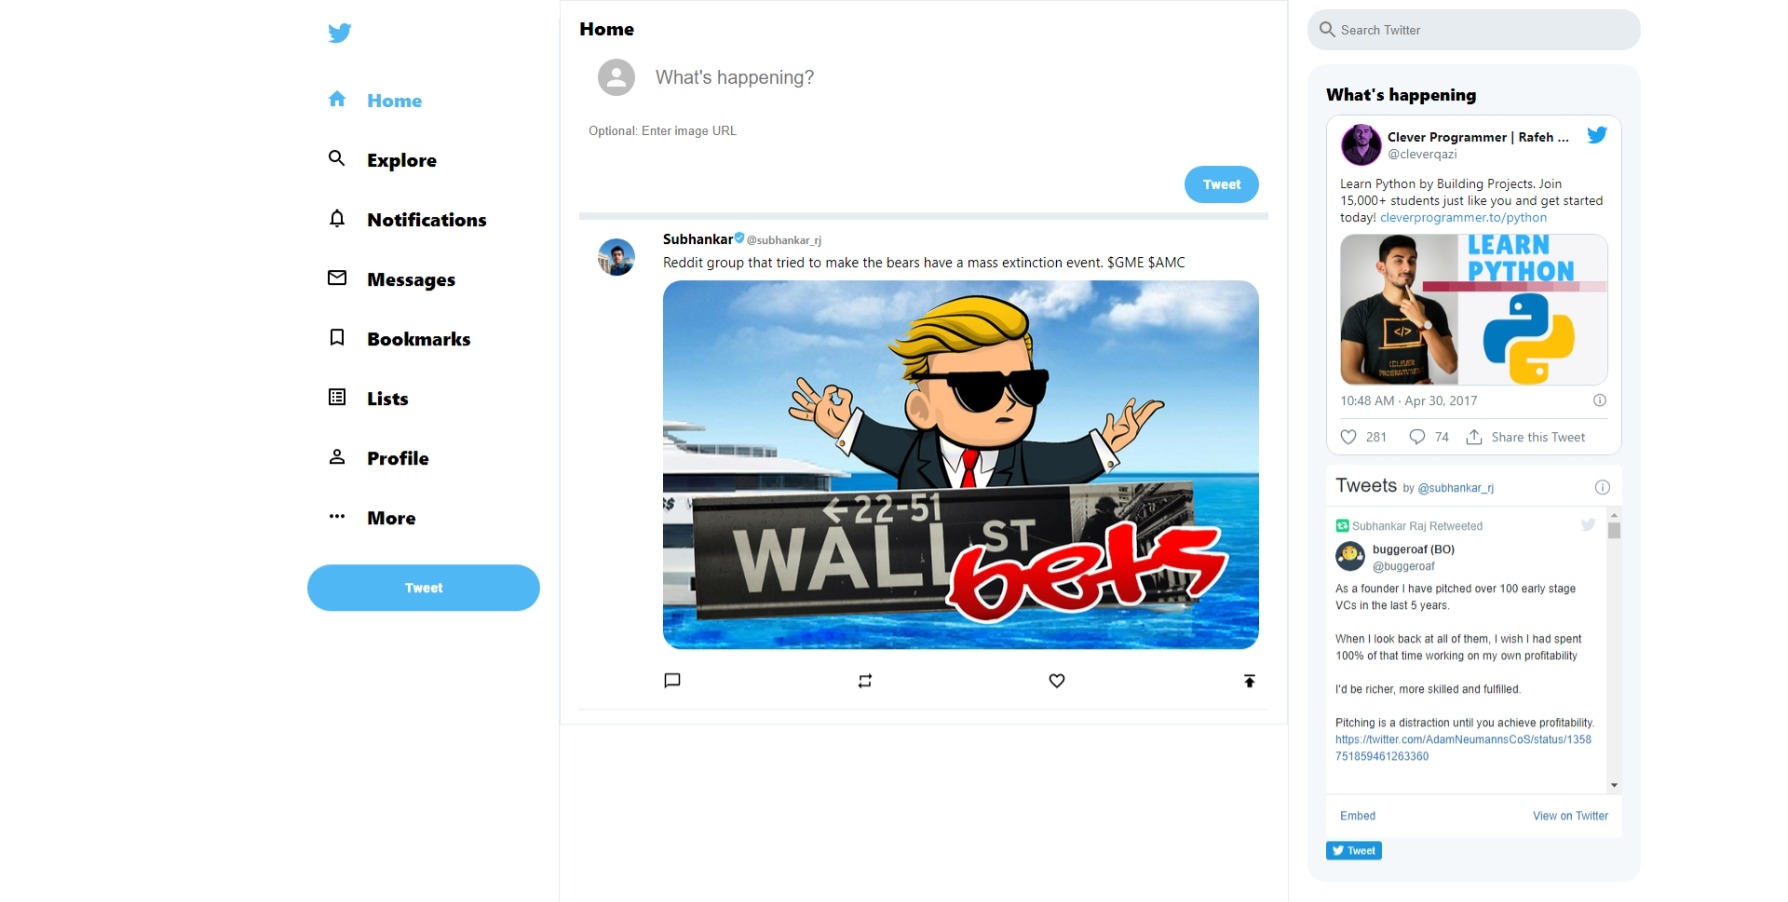 Home
Explore
Notifications
Messages
Bookmarks
Lists
Profile
More
Tweet
Home
What's happening?
Optional: Enter image URL
Tweet
Subhankar @subhankar_rj
Reddit group that tried to make the bears have a mass extinction event. $GME $AMC
22-51
WALL ST
bets
Search Twitter
What's happening
Clever Programmer | Rafeh ...
@cleverqazi
Learn Python by Building Projects. Join
15,000+ students just like you and get started
today! cleverprogrammer.to/python
LEARN
PYTHON
</>
10:48 AM · Apr 30, 2017
281 74 Share this Tweet
Tweets by @subhankar_rj
Subhankar Raj Retweeted
buggeroaf (BO)
@buggeroaf
As a founder I have pitched over 100 early stage
VCs in the last 5 years.
When I look back at all of them, I wish I had spent
100% of that time working on my own profitability
I'd be richer, more skilled and fulfilled.
Pitching is a distraction until you achieve profitability.
https://twitter.com/AdamNeumannsCoS/status/1358
751859461263360
Embed View on Twitter
Tweet